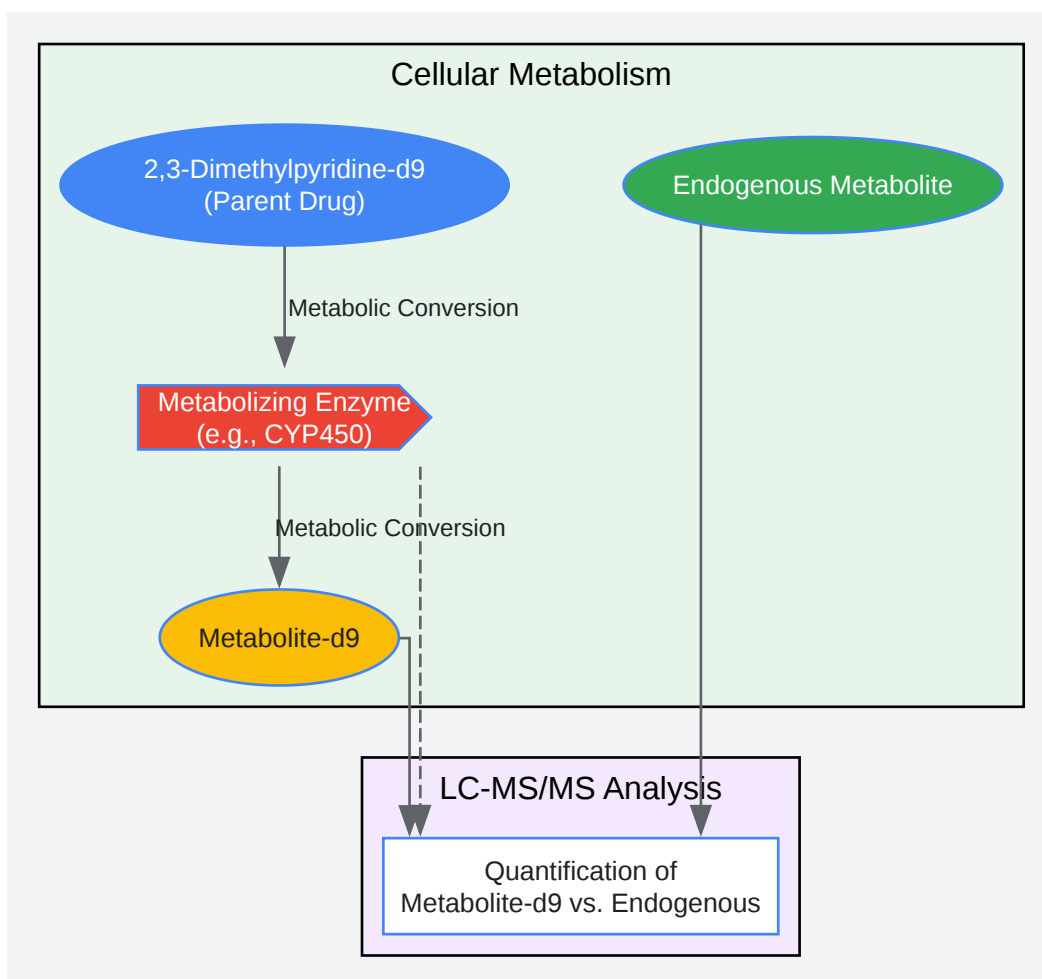 Cellular Metabolism
2,3-Dimethylpyridine-d9
(Parent Drug)
Endogenous Metabolite
Metabolic Conversion
Metabolizing Enzyme
(e.g., CYP450)
Metabolic Conversion
Metabolite-d9
LC-MS/MS Analysis
Quantification of
Metabolite-d9 vs. Endogenous